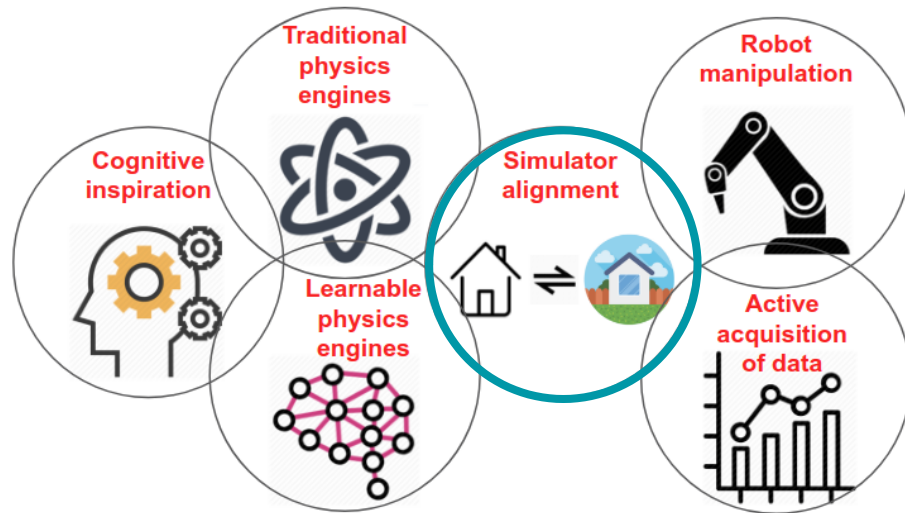 Cognitive
inspiration
Traditional
physics
engines
Learnable
physics
engines
Simulator
alignment
Robot
manipulation
Active
acquisition
of data